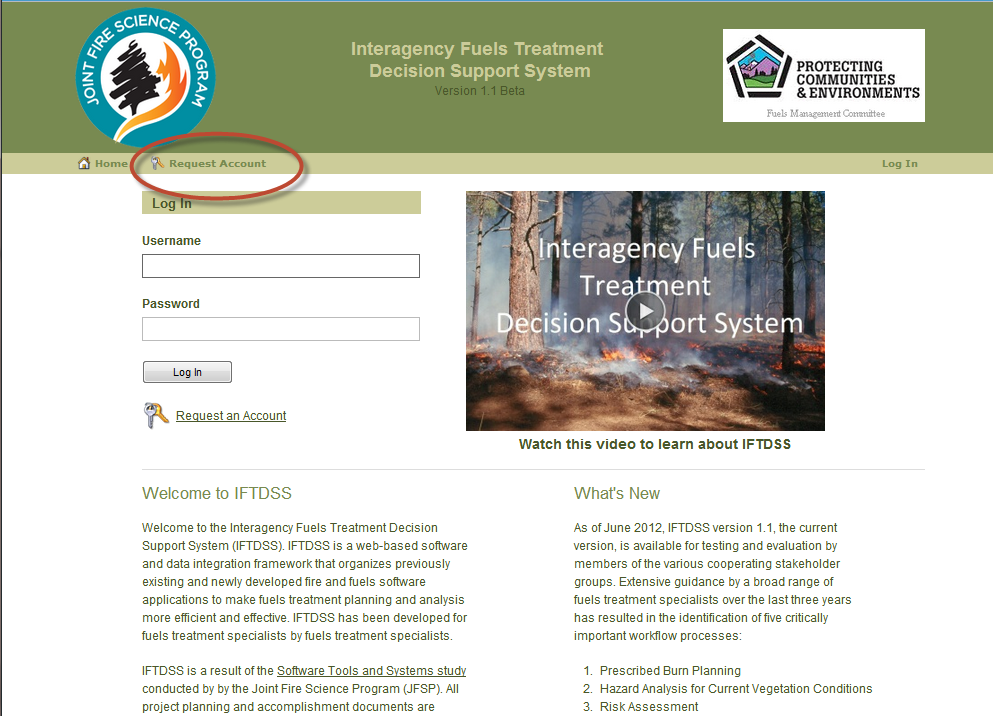 JOINT FIRE SCIENCE PROGRAM
Interagency Fuels Treatment
Decision Support System
Version 1.1 Beta
PROTECTING
COMMUNITIES
& ENVIRONMENTS
Fuels Management Committee
Home
Request Account
Log In
Log In
Username
Password
Log In
Request an Account
Interagency Fuels
Treatment
Decision Support System
Watch this video to learn about IFTDSS
Welcome to IFTDSS
Welcome to the Interagency Fuels Treatment Decision
Support System (IFTDSS). IFTDSS is a web-based software
and data integration framework that organizes previously
existing and newly developed fire and fuels software
applications to make fuels treatment planning and analysis
more efficient and effective. IFTDSS has been developed for
fuels treatment specialists by fuels treatment specialists.
IFTDSS is a result of the Software Tools and Systems study
conducted by by the Joint Fire Science Program (JFSP). All
project planning and accomplishment documents are
What's New
As of June 2012, IFTDSS version 1.1, the current
version, is available for testing and evaluation by
members of the various cooperating stakeholder
groups. Extensive guidance by a broad range of
fuels treatment specialists over the last three years
has resulted in the identification of five critically
important workflow processes:
1. Prescribed Burn Planning
2. Hazard Analysis for Current Vegetation Conditions
3. Risk Assessment